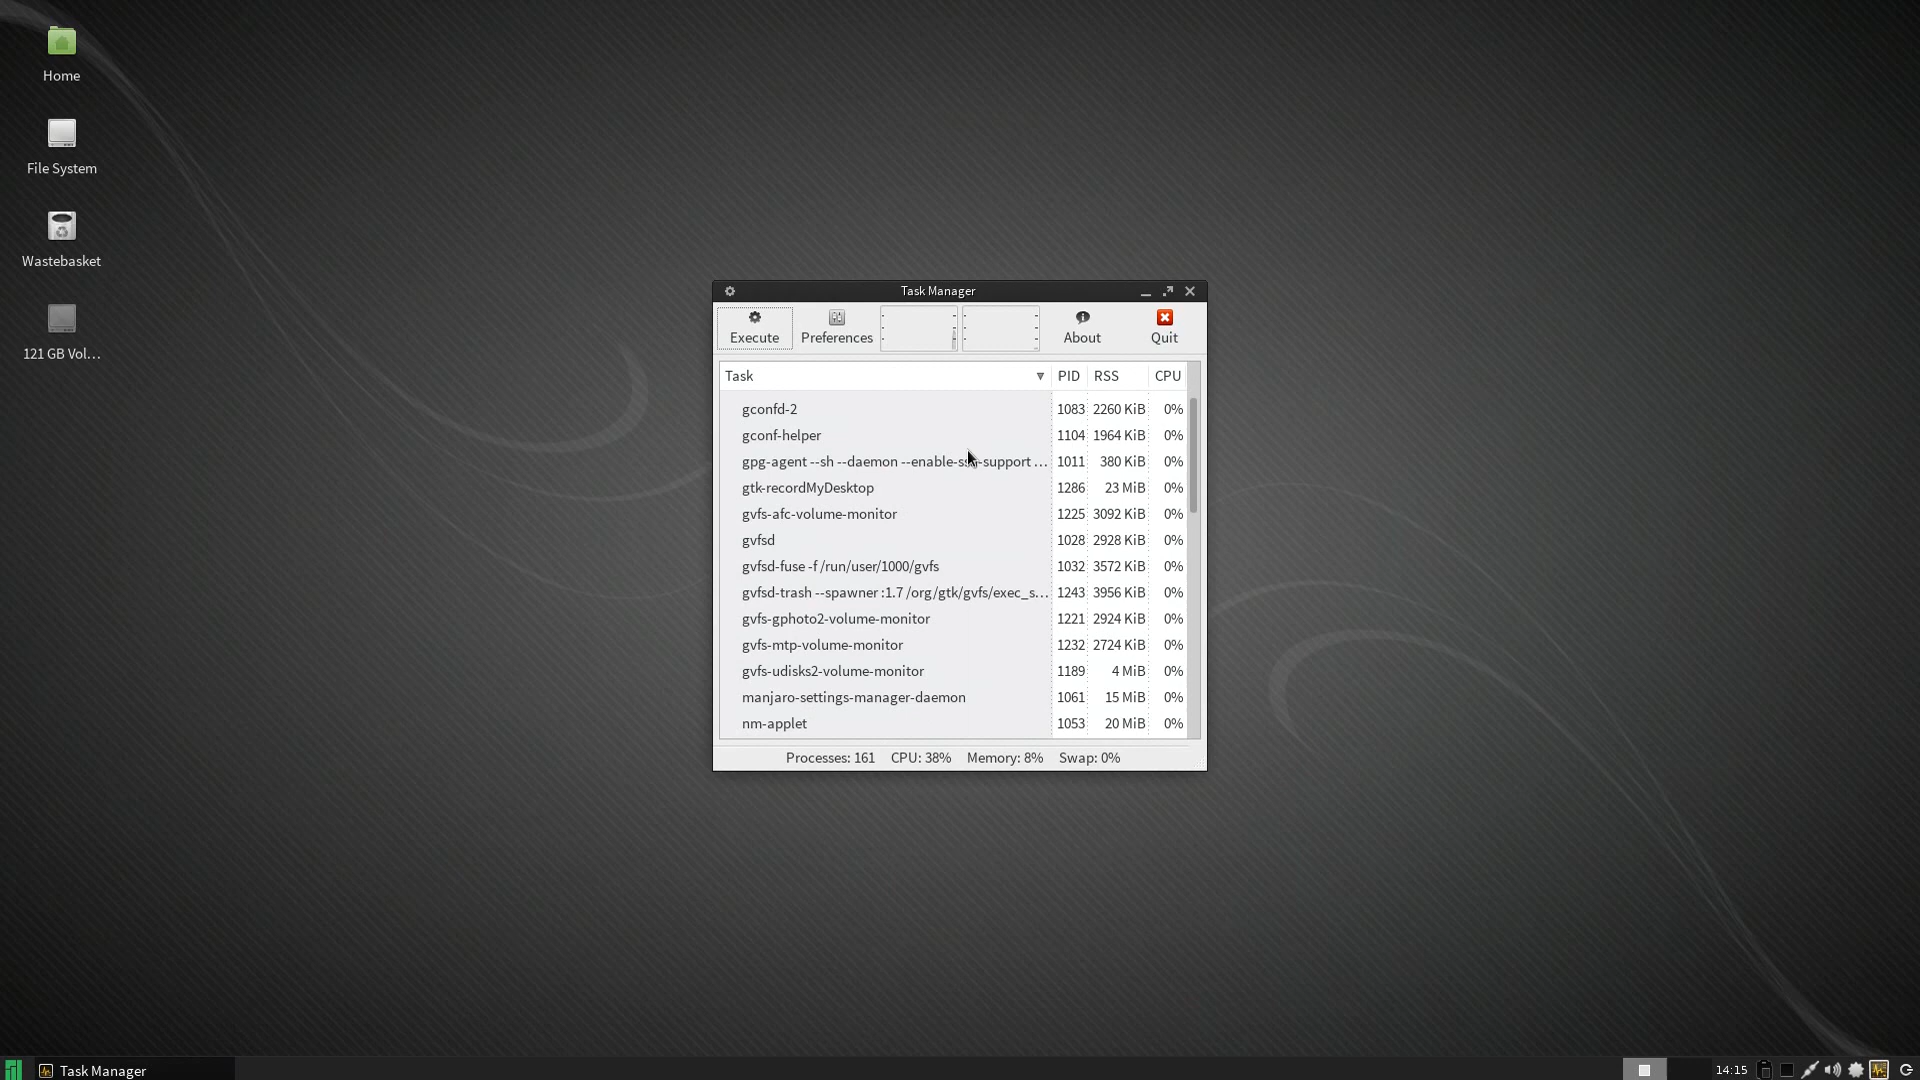 Home
File System
Wastebasket
121 GB Vol...
Task Manager
Execute Preferences About Quit
Task PID RSS CPU
gconfd-2 1083 2260 KiB 0%
gconf-helper 1104 1964 KiB 0%
gpg-agent --sh --daemon --enable-ssh-support ... 1011 380 KiB 0%
gtk-recordMyDesktop 1286 23 MiB 0%
gvfs-afc-volume-monitor 1225 3092 KiB 0%
gvfsd 1028 2928 KiB 0%
gvfsd-fuse -f /run/user/1000/gvfs 1032 3572 KiB 0%
gvfsd-trash --spawner :1.7 /org/gtk/gvfs/exec_s... 1243 3956 KiB 0%
gvfs-gphoto2-volume-monitor 1221 2924 KiB 0%
gvfs-mtp-volume-monitor 1232 2724 KiB 0%
gvfs-udisks2-volume-monitor 1189 4 MiB 0%
manjaro-settings-manager-daemon 1061 15 MiB 0%
nm-applet 1053 20 MiB 0%
Processes: 161 CPU: 38% Memory: 8% Swap: 0%
Task Manager
14:15